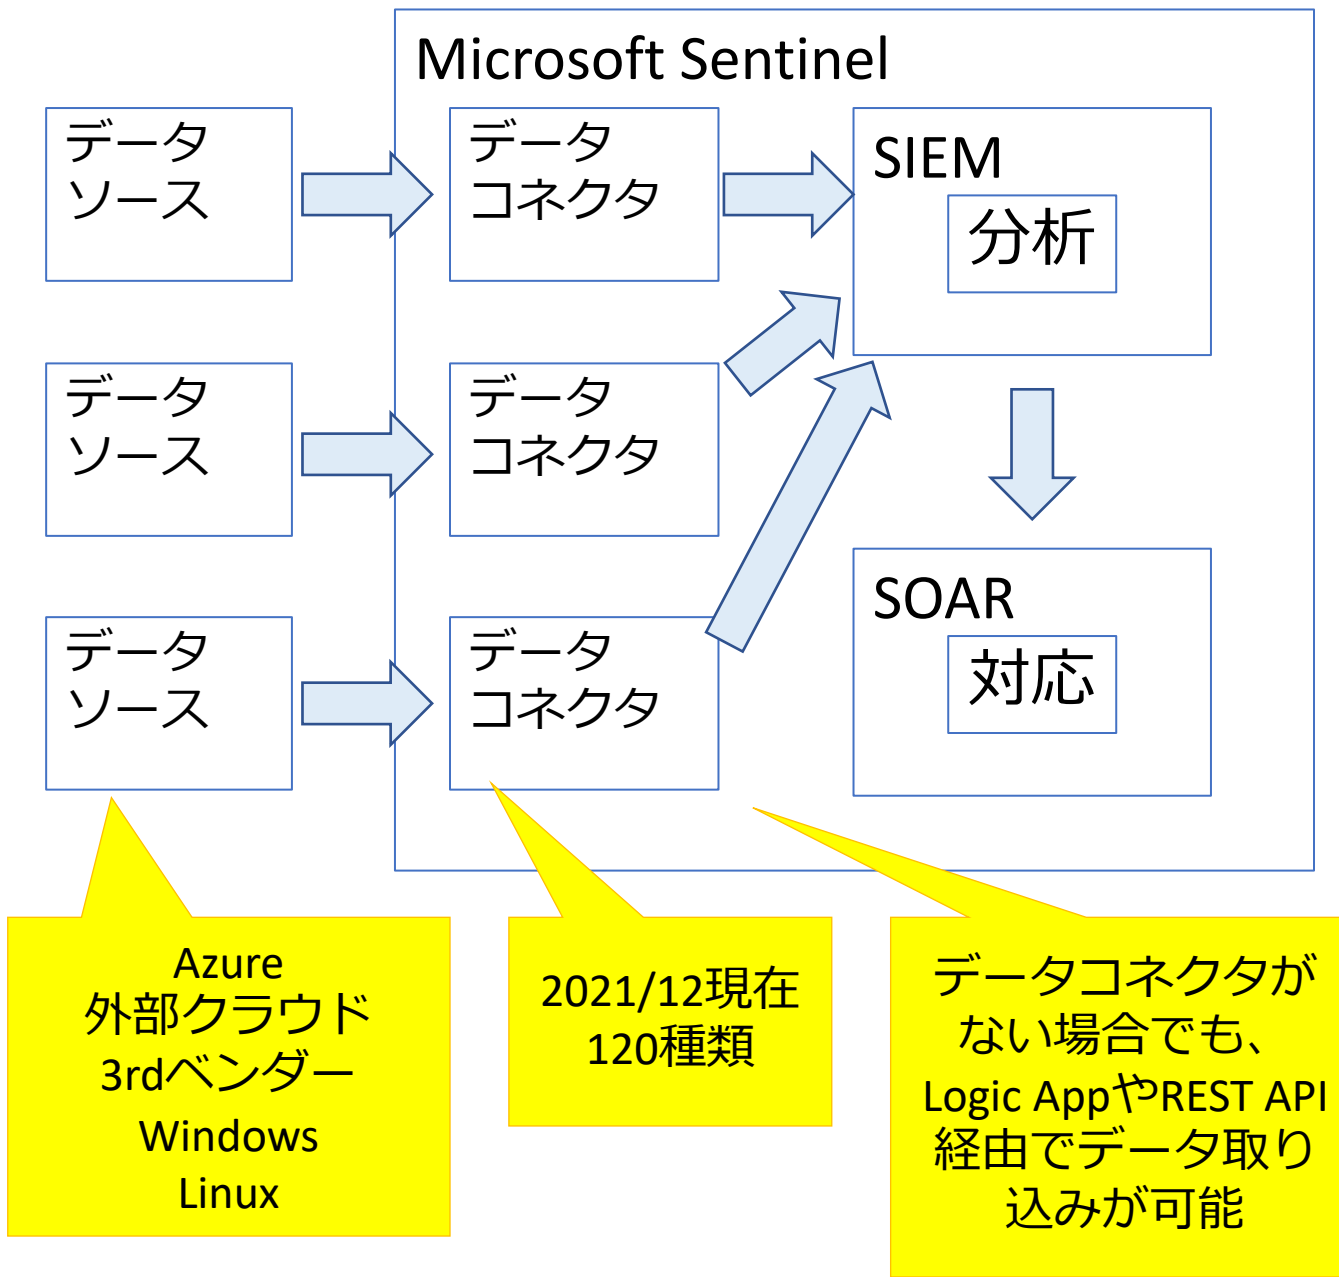 Microsoft Sentinel
データ
ソース
データ
コネクタ
SIEM
分析
データ
ソース
データ
コネクタ
データ
ソース
データ
コネクタ
SOAR
対応
Azure
外部クラウド
3rdベンダー
Windows
Linux
2021/12現在
120種類
データコネクタが
ない場合でも、
Logic AppやREST API
経由でデータ取り
込みが可能